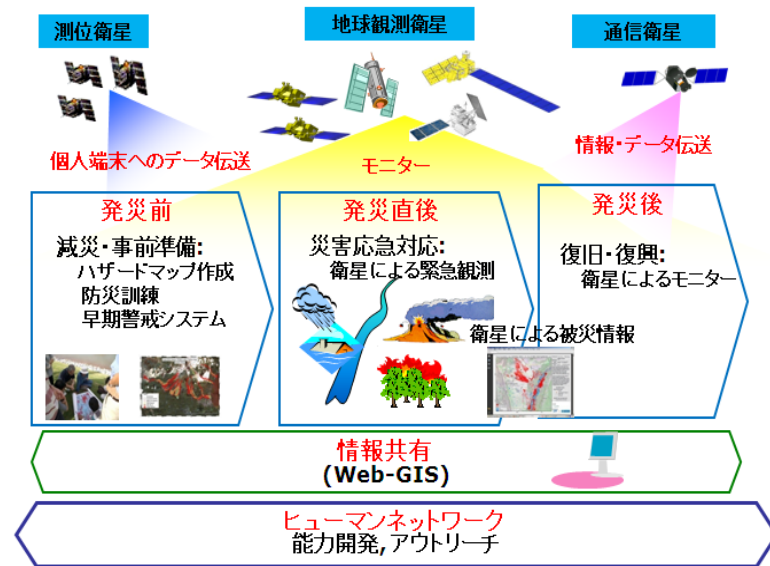 測位衛星
地球観測衛星
通信衛星
個人端末へのデータ伝送
モニター
情報・データ伝送
発災前
減災・事前準備:
ハザードマップ作成
防災訓練
早期警戒システム
発災直後
災害応急対応:
衛星による緊急観測
衛星による被災情報
発災後
復旧・復興:
衛星によるモニター
情報共有
(Web-GIS)
ヒューマンネットワーク
能力開発,アウトリーチ